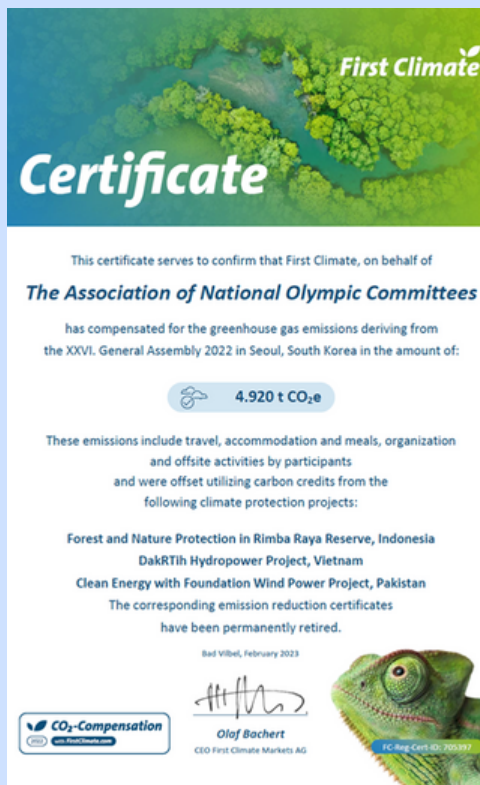 First Climate
Certificate
This certificate serves to confirm that First Climate, on behalf of
The Association of National Olympic Committees
has compensated for the greenhouse gas emissions deriving from
the XXVI. General Assembly 2022 in Seoul, South Korea in the amount of:
4.920 t CO₂e
These emissions include travel, accommodation and meals, organization
and offsite activities by participants
and were offset utilizing carbon credits from the
following climate protection projects:
Forest and Nature Protection in Rimba Raya Reserve, Indonesia
DakRTih Hydropower Project, Vietnam
Clean Energy with Foundation Wind Power Project, Pakistan
The corresponding emission reduction certificates
have been permanently retired.
Bad Vilbel, February 2023
Olaf Bachert
CEO First Climate Markets AG
CO₂-Compensation
with FirstClimate.com
FC-Reg-Cert-ID: 705397